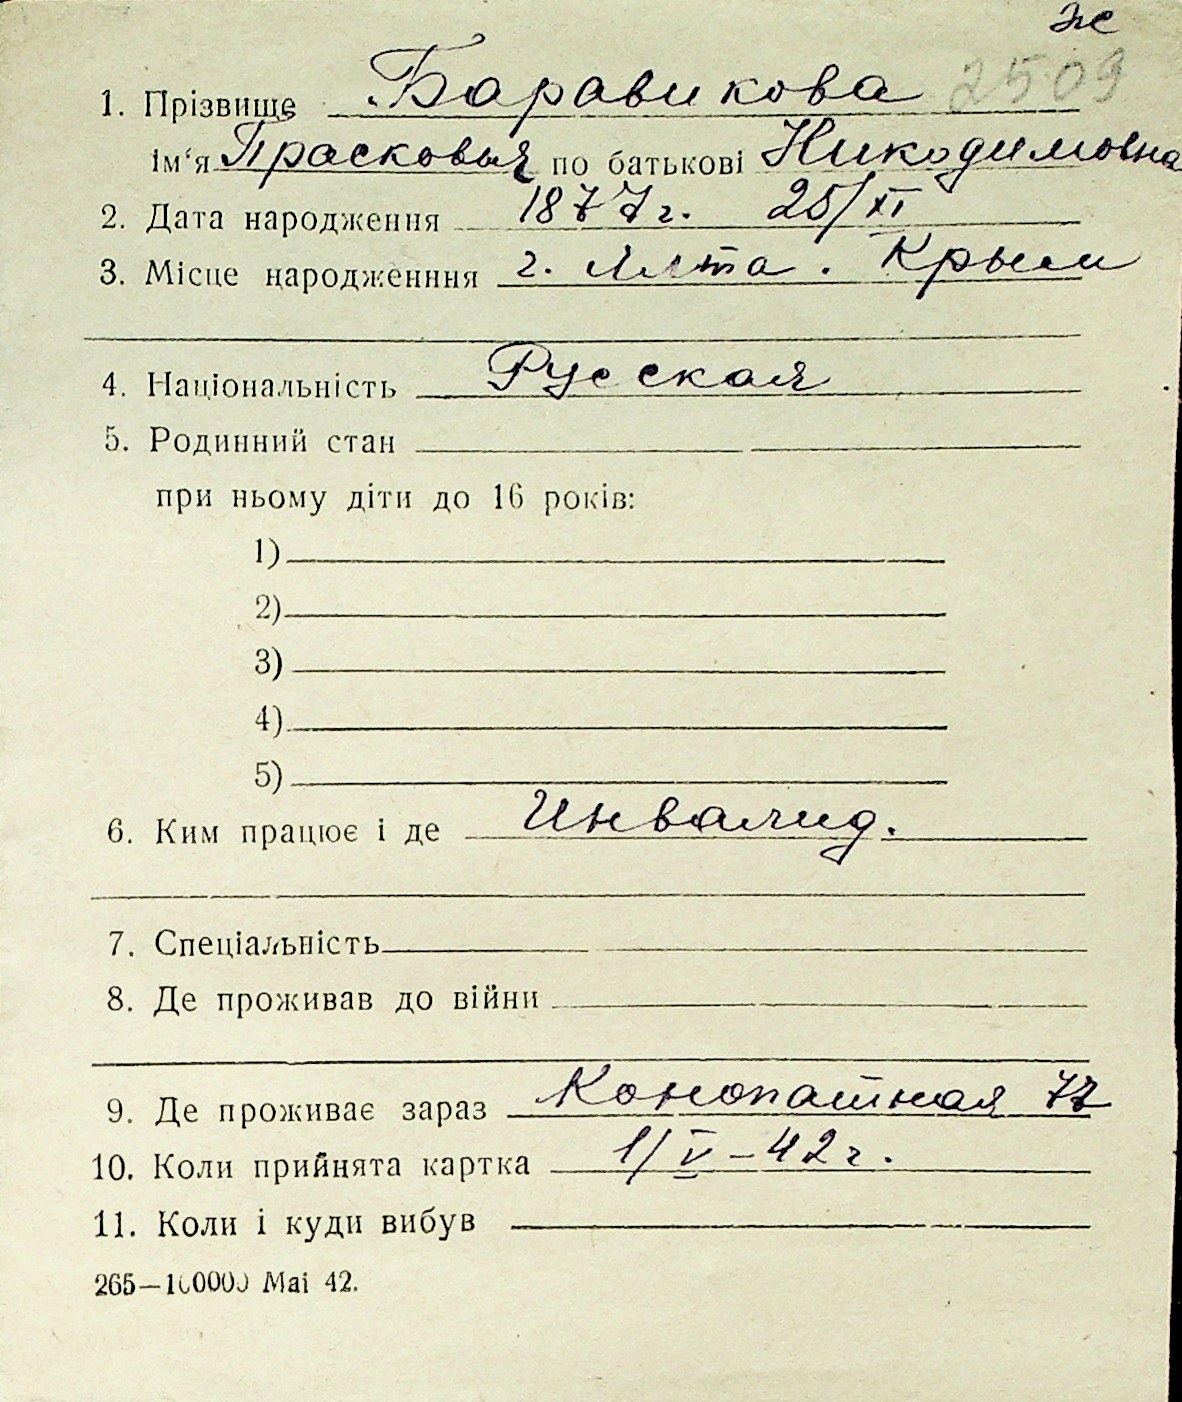 же
2509
1. Прізвище Баравикова
ім'я Прасковья по батькові Никодимовна
2. Дата народження 1877г. 25/XI
3. Місце народженння г. Ялта. Крым
4. Національність Русская
5. Родинний стан
при ньому діти до 16 років:
1)
2)
3)
4)
5)
6. Ким працює і де Инвалид.
7. Спеціальність
8. Де проживав до війни
9. Де проживає зараз Конопатная 77
10. Коли прийнята картка 1/V–42г.
11. Коли і куди вибув
265—100000 Mai 42.